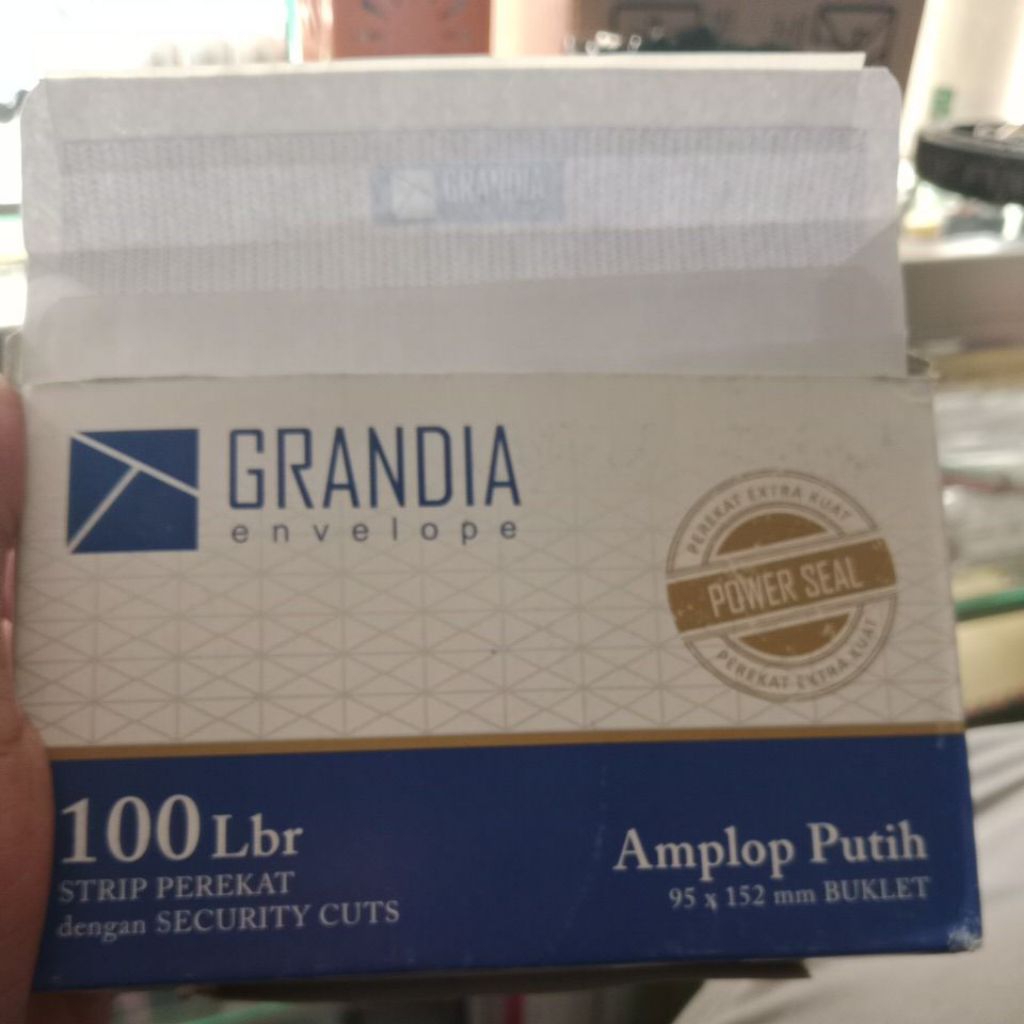 GRANDIA
GRANDIA
envelope
PEREKAT EXTRA KUAT
POWER SEAL
PEREKAT EXTRA KUAT
100 Lbr
STRIP PEREKAT
dengan SECURITY CUTS
Amplop Putih
95 x 152 mm BUKLET